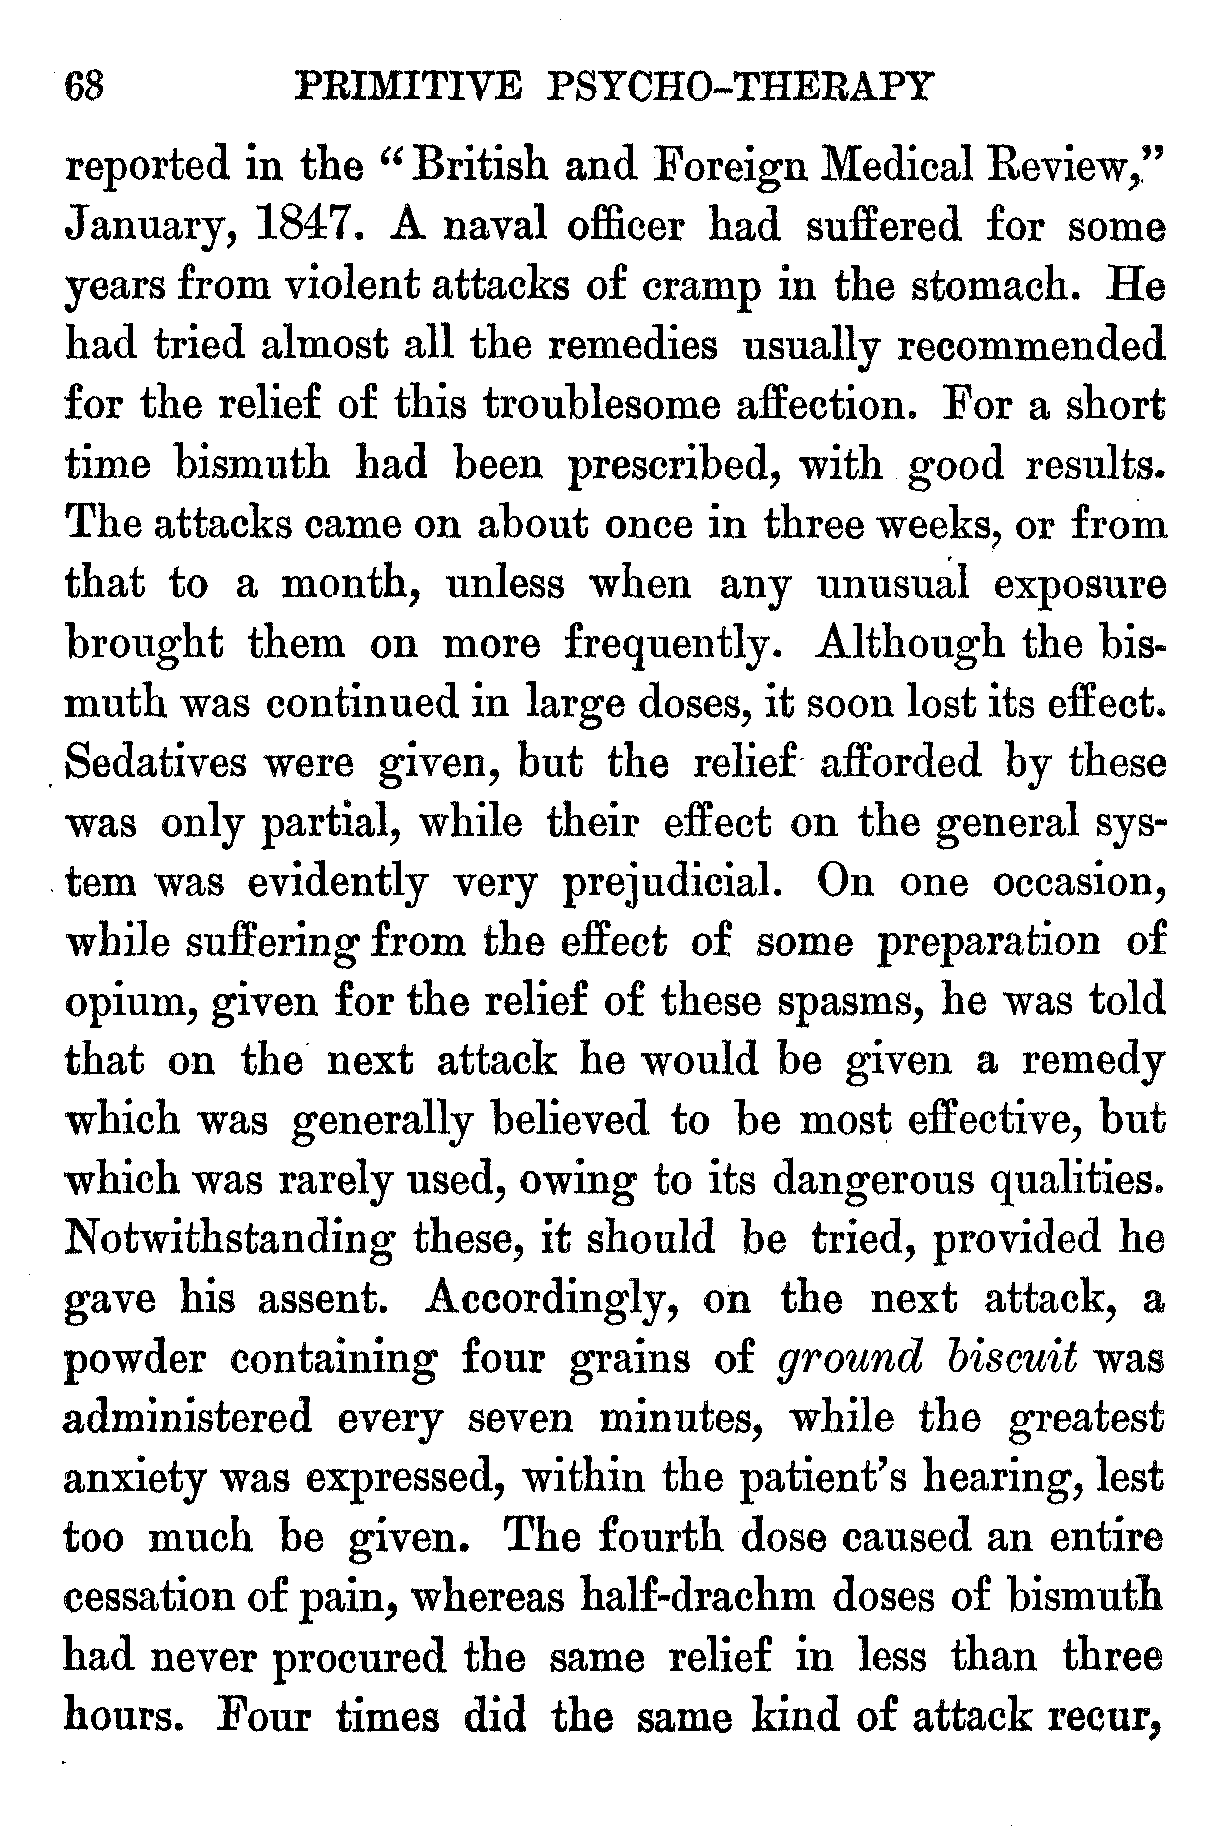 68 PRIMITIVE PSYCHO-THERAPY
reported in the "British and Foreign Medical Review,"
January, 1847. A naval officer had suffered for some
years from violent attacks of cramp in the stomach. He
had tried almost all the remedies usually recommended
for the relief of this troublesome affection. For a short
time bismuth had been prescribed, with good results.
The attacks came on about once in three weeks, or from
that to a month, unless when any unusual exposure
brought them on more frequently. Although the bis-
muth was continued in large doses, it soon lost its effect.
Sedatives were given, but the relief afforded by these
was only partial, while their effect on the general sys-
tem was evidently very prejudicial. On one occasion,
while suffering from the effect of some preparation of
opium, given for the relief of these spasms, he was told
that on the next attack he would be given a remedy
which was generally believed to be most effective, but
which was rarely used, owing to its dangerous qualities.
Notwithstanding these, it should be tried, provided he
gave his assent. Accordingly, on the next attack, a
powder containing four grains of ground biscuit was
administered every seven minutes, while the greatest
anxiety was expressed, within the patient's hearing, lest
too much be given. The fourth dose caused an entire
cessation of pain, whereas half-drachm doses of bismuth
had never procured the same relief in less than three
hours. Four times did the same kind of attack recur,